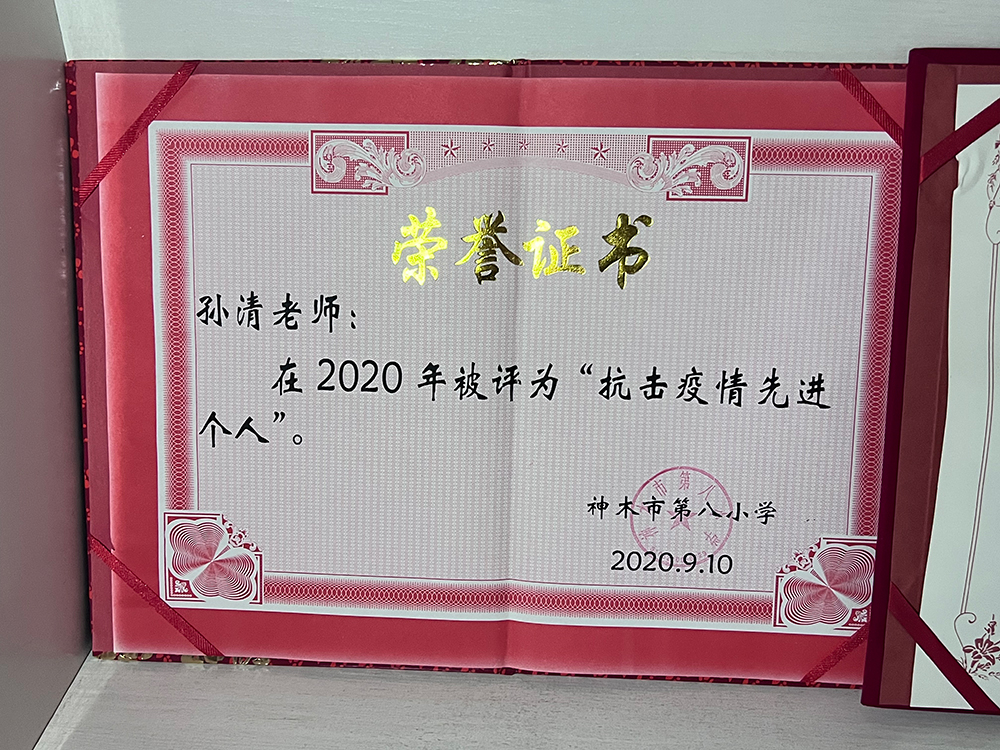 荣誉证书
孙清老师：
在2020年被评为“抗击疫情先进
个人”。
神木市第八小学
2020.9.10